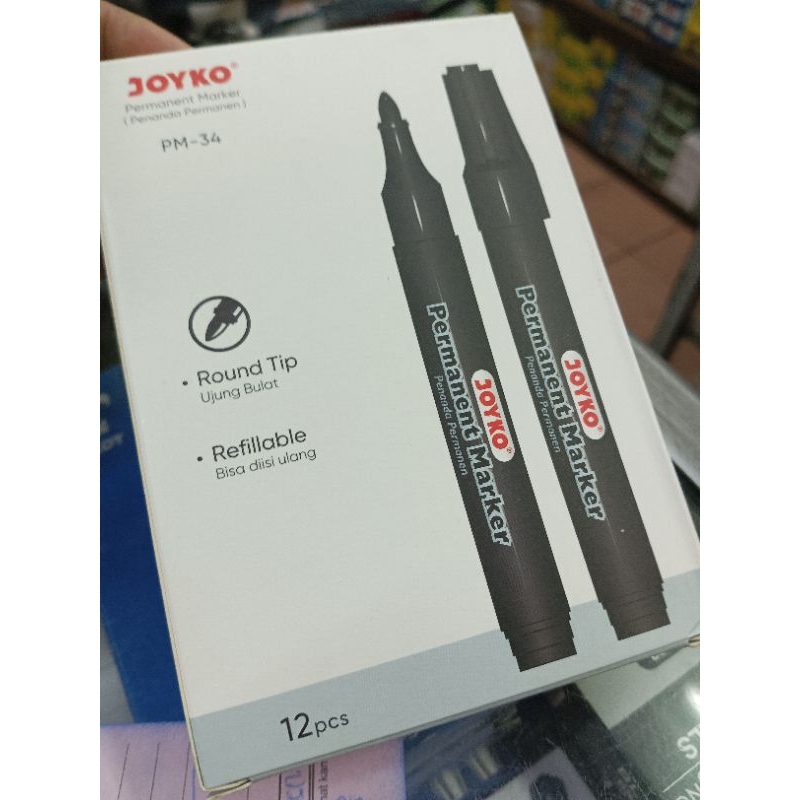 JOYKO®
Permanent Marker
(Penanda Permanen)
PM-34
• Round Tip
Ujung Bulat
• Refillable
Bisa diisi ulang
JOYKO®
Permanent Marker
Penanda Permanen
JOYKO®
Permanent Marker
Penanda Permanen
12pcs